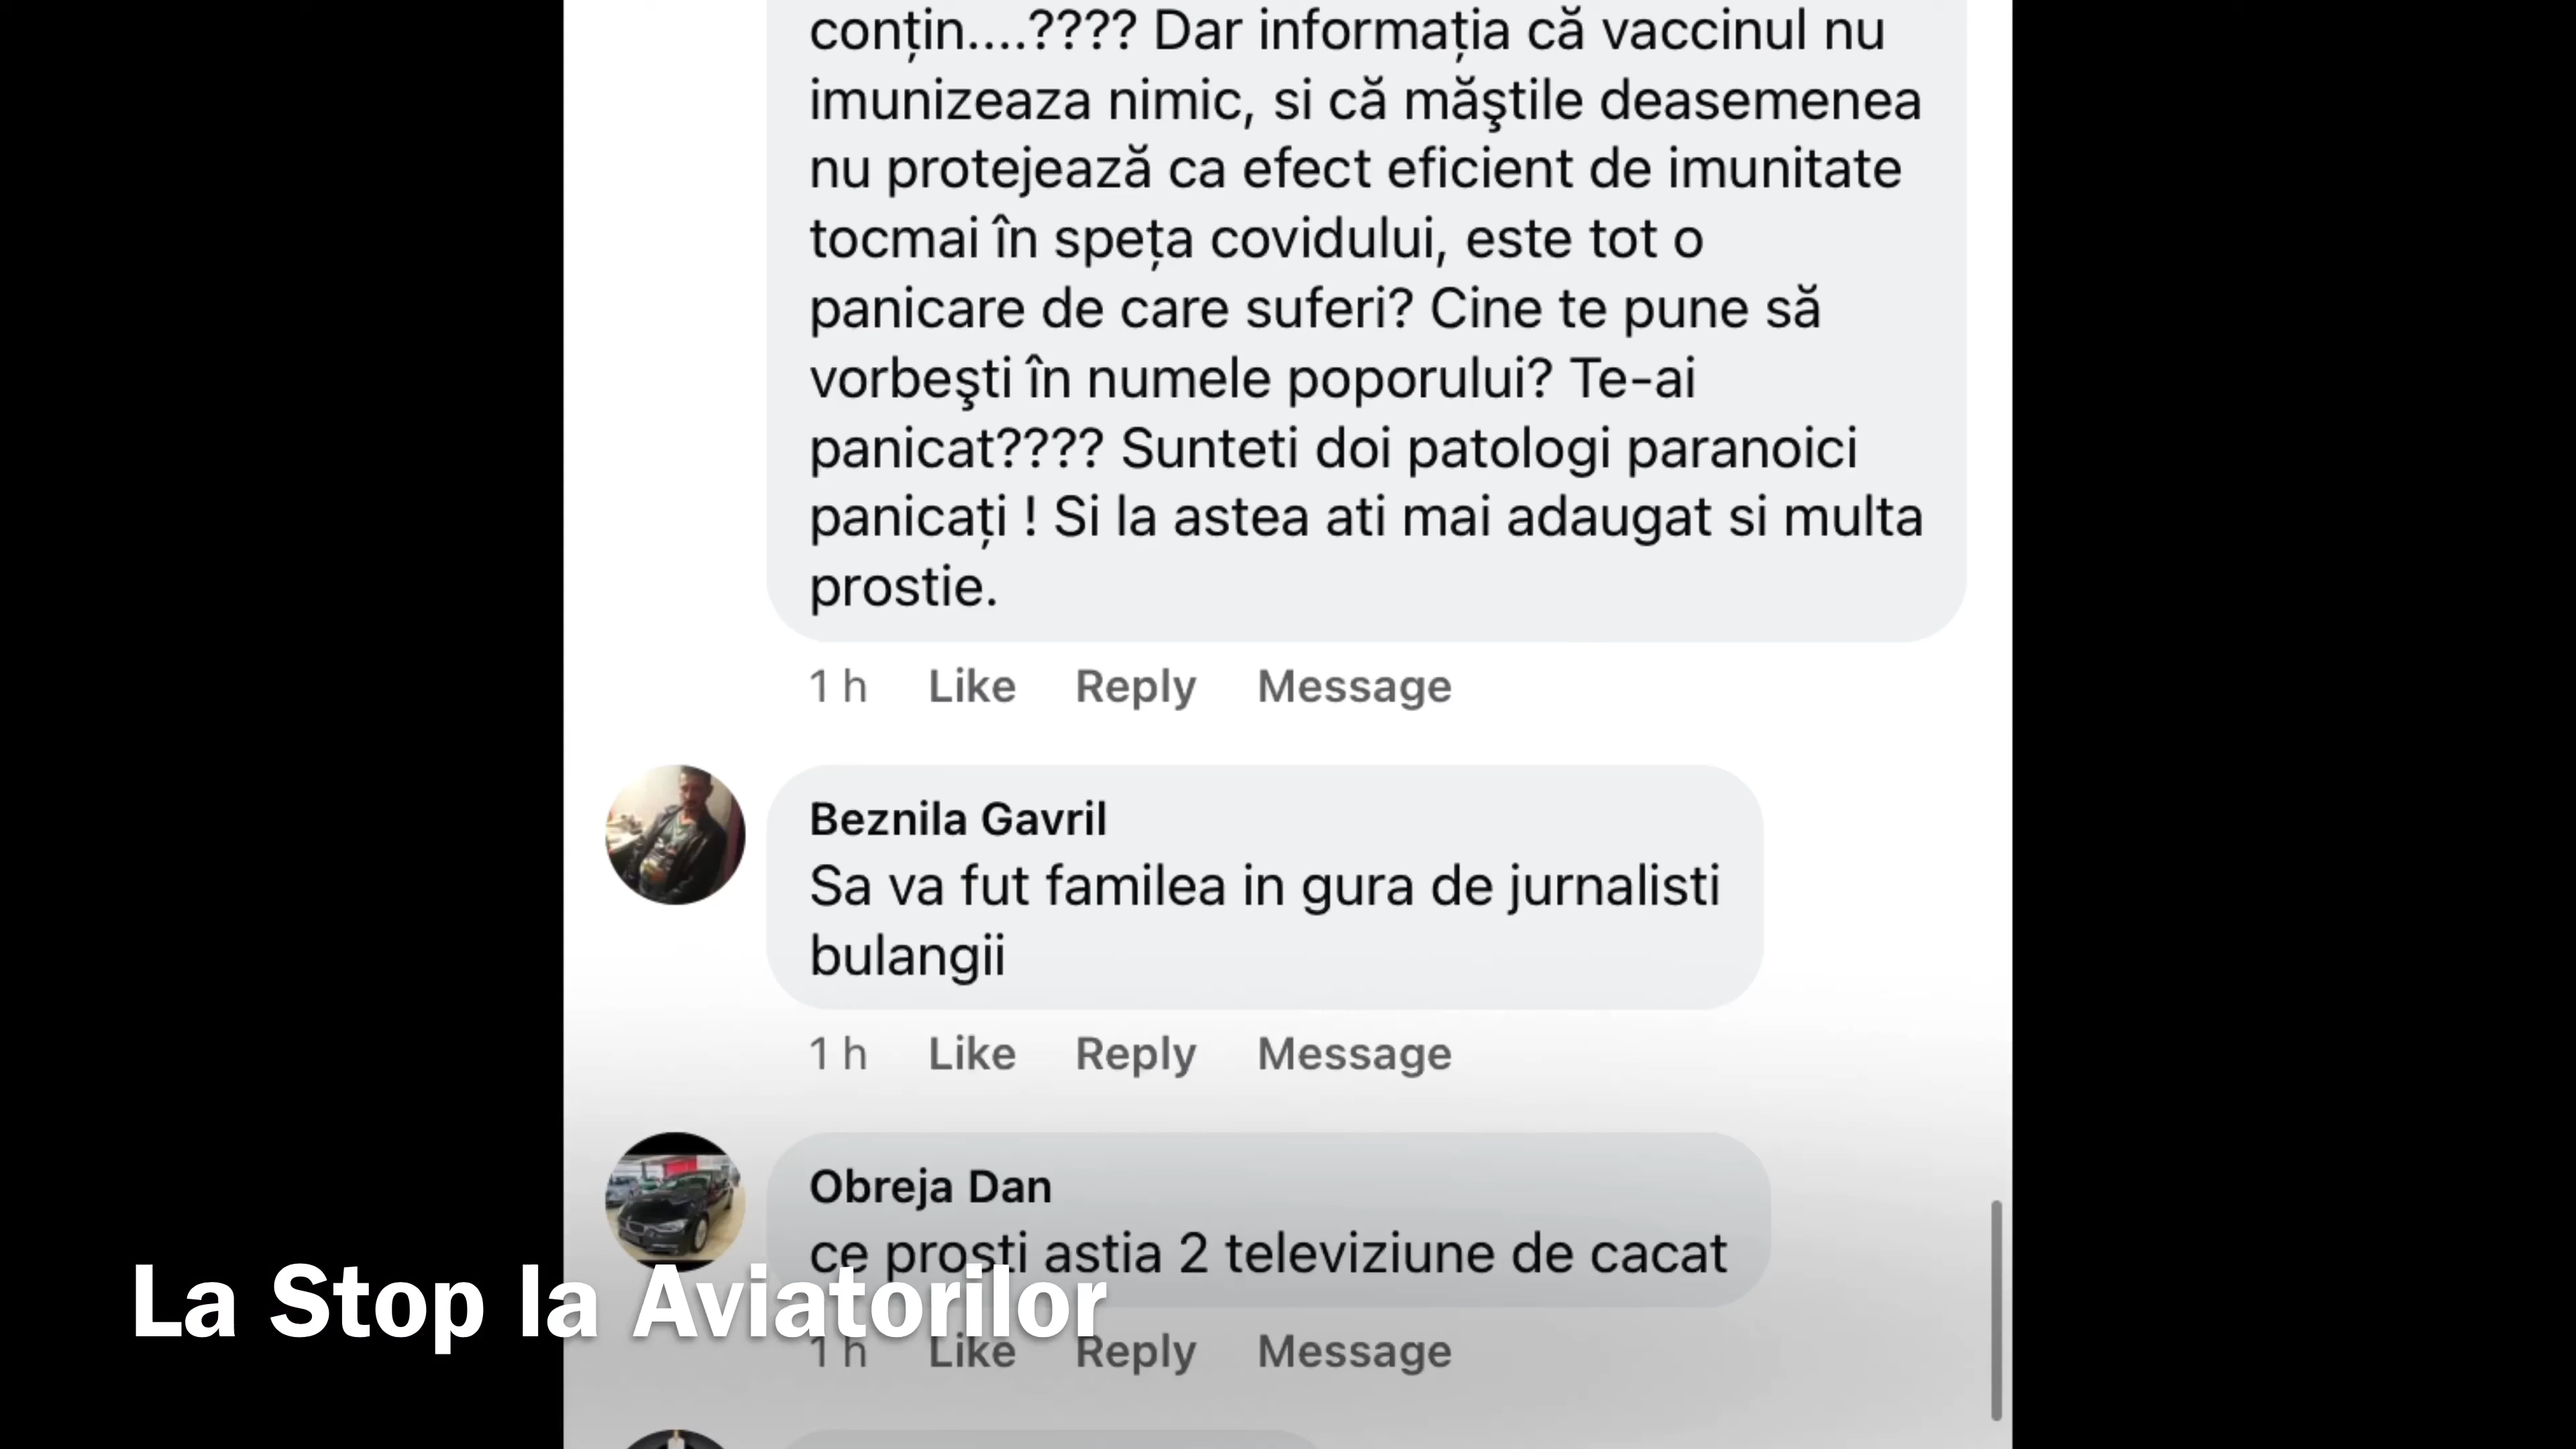 conțin....???? Dar informația că vaccinul nu
imunizeaza nimic, si că măştile deasemenea
nu protejează ca efect eficient de imunitate
tocmai în speța covidului, este tot o
panicare de care suferi? Cine te pune să
vorbeşti în numele poporului? Te-ai
panicat???? Sunteti doi patologi paranoici
panicați ! Si la astea ati mai adaugat si multa
prostie.
1 h Like Reply Message
Beznila Gavril
Sa va fut familea in gura de jurnalisti
bulangii
1 h Like Reply Message
Obreja Dan
ce prosti astia 2 televiziune de cacat
La Stop la Aviatorilor
1 h Like Reply Message